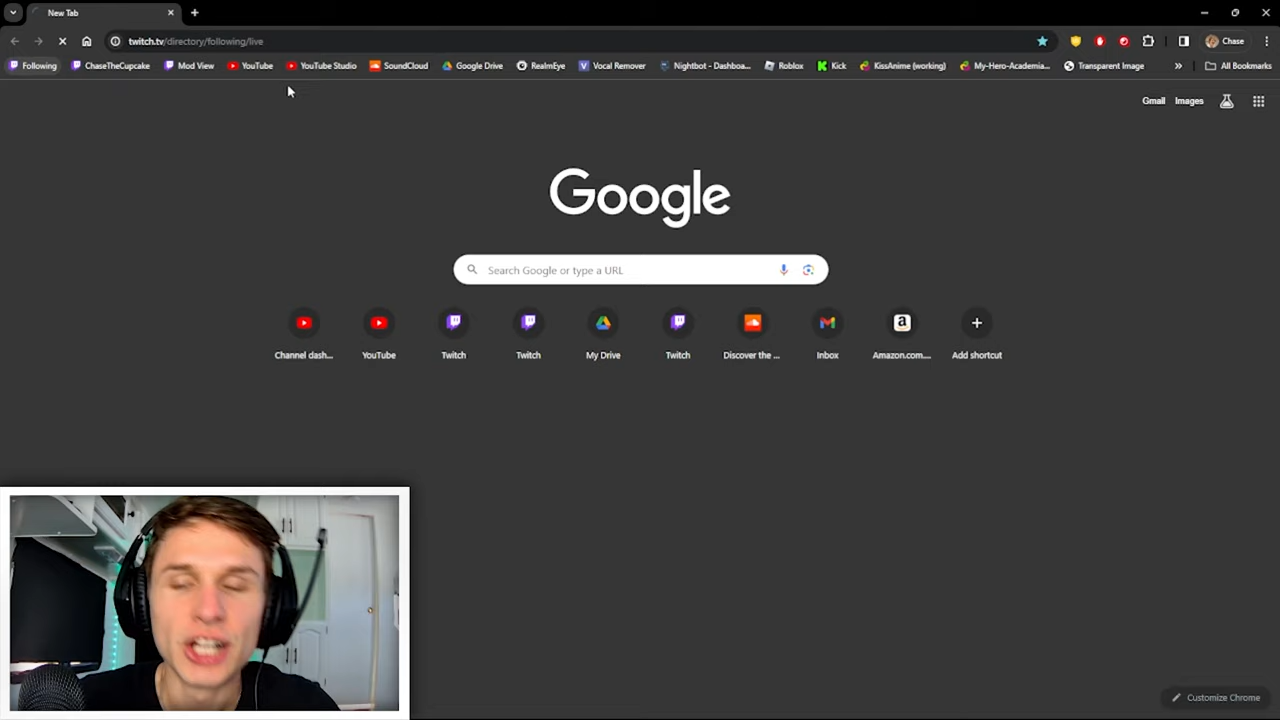 New Tab
twitch.tv/directory/following/live
Chase
Following ChaseTheCupcake Mod View YouTube YouTube Studio SoundCloud Google Drive RealmEye Vocal Remover Nightbot - Dashboa... Roblox Kick KissAnime (working) My-Hero-Academia... Transparent Image » All Bookmarks
Gmail Images
Google
Search Google or type a URL
Channel dash... YouTube Twitch Twitch My Drive Twitch Discover the ... Inbox Amazon.com.... Add shortcut
Customize Chrome